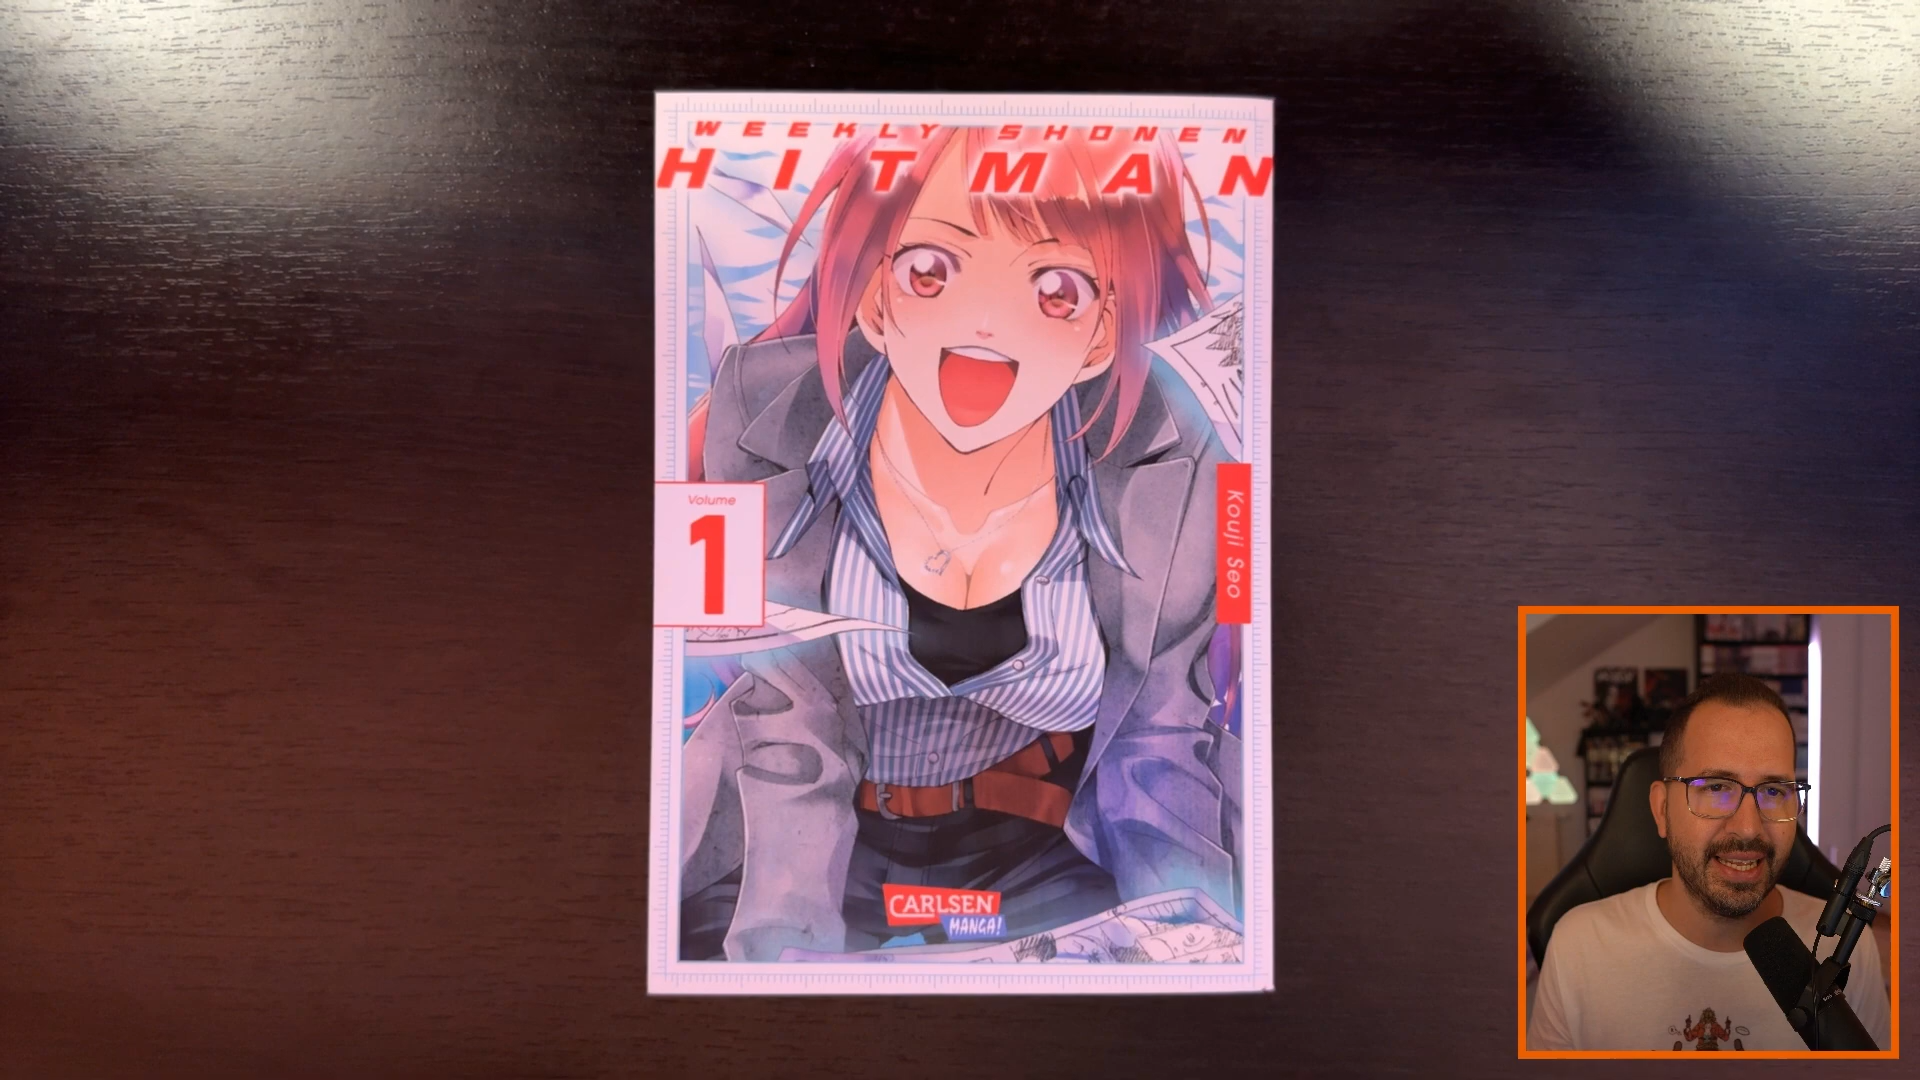 WEEKLY SHONEN
HITMAN
Volume
1
Kouji Seo
CARLSEN
MANGA!